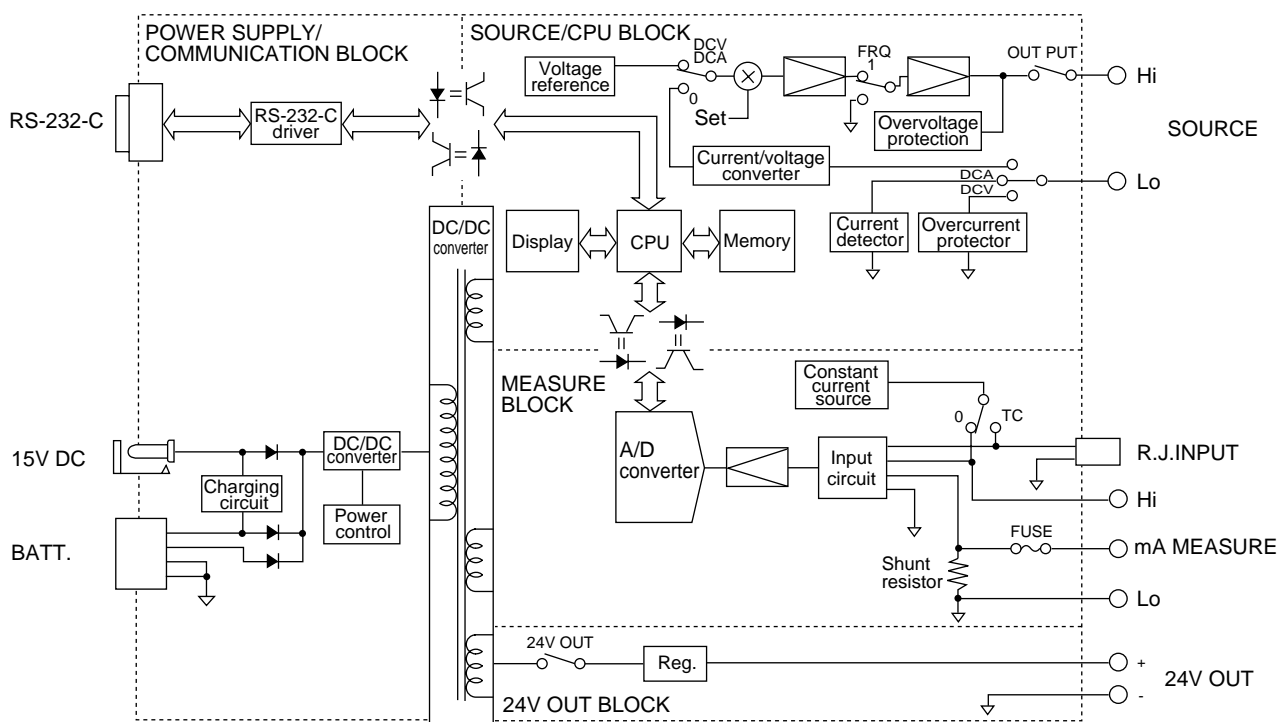 POWER SUPPLY/
COMMUNICATION BLOCK
SOURCE/CPU BLOCK
RS-232-C
RS-232-C
driver
Voltage
reference
DCV
DCA
0
Set
FRQ
1
OUT PUT
Hi
Overvoltage
protection
SOURCE
Current/voltage
converter
DCA
DCV
Lo
Current
detector
Overcurrent
protector
DC/DC
converter
Display
CPU
Memory
MEASURE
BLOCK
Constant
current
source
0
TC
15V DC
DC/DC
converter
Charging
circuit
Power
control
A/D
converter
Input
circuit
R.J.INPUT
Hi
BATT.
FUSE
mA MEASURE
Shunt
resistor
Lo
24V OUT
Reg.
+
24V OUT
-
24V OUT BLOCK